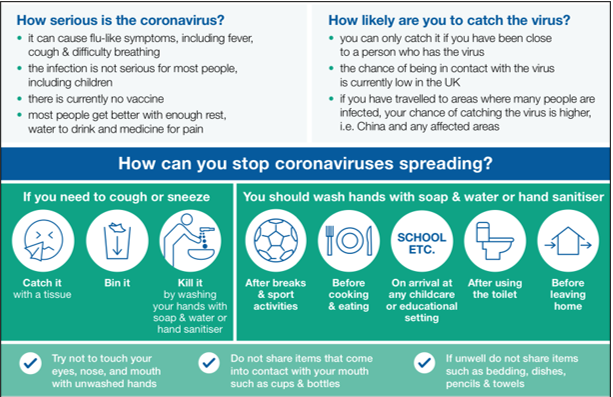 How serious is the coronavirus?
• it can cause flu-like symptoms, including fever,
cough & difficulty breathing
• the infection is not serious for most people,
including children
• there is currently no vaccine
• most people get better with enough rest,
water to drink and medicine for pain
How likely are you to catch the virus?
• you can only catch it if you have been close
to a person who has the virus
• the chance of being in contact with the virus
is currently low in the UK
• if you have travelled to areas where many people are
infected, your chance of catching the virus is higher,
i.e. China and any affected areas
How can you stop coronaviruses spreading?
If you need to cough or sneeze
Catch it
with a tissue
Bin it
Kill it
by washing
your hands with
soap & water or
hand sanitiser
You should wash hands with soap & water or hand sanitiser
After breaks
& sport
activities
Before
cooking
& eating
SCHOOL
ETC.
On arrival at
any childcare
or educational
setting
After using
the toilet
Before
leaving
home
Try not to touch your
eyes, nose, and mouth
with unwashed hands
Do not share items that come
into contact with your mouth
such as cups & bottles
If unwell do not share items
such as bedding, dishes,
pencils & towels